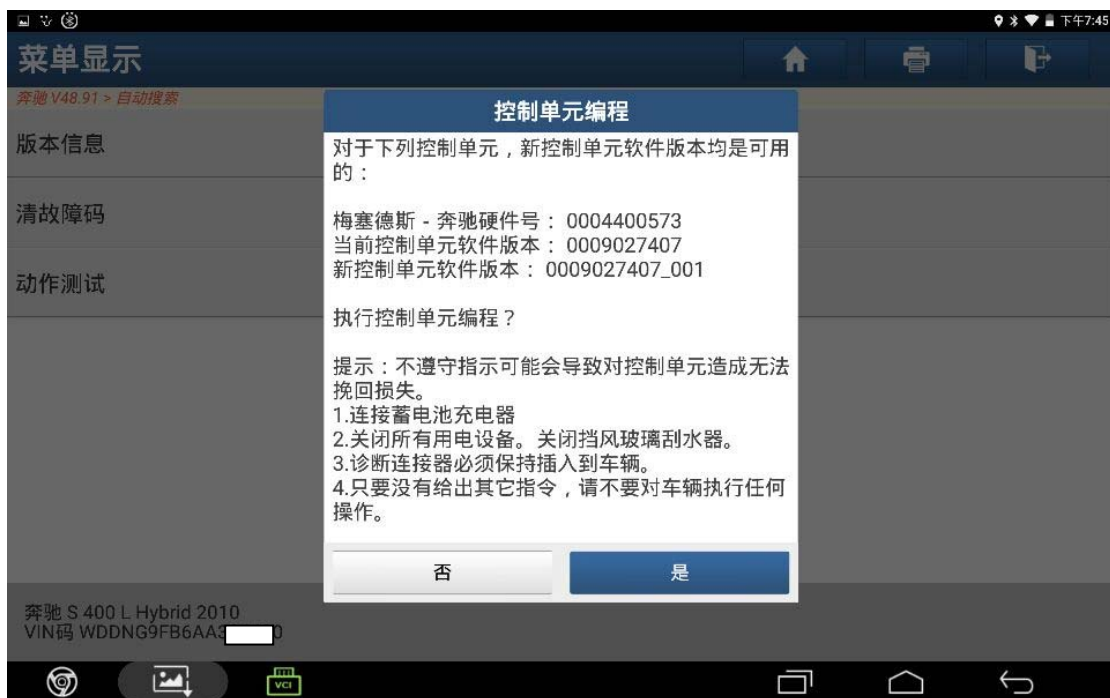 下午7:45
菜单显示
奔驰 V48.91 > 自动搜索
版本信息
清故障码
动作测试
控制单元编程
对于下列控制单元，新控制单元软件版本均是可用
的：
梅塞德斯 - 奔驰硬件号： 0004400573
当前控制单元软件版本： 0009027407
新控制单元软件版本： 0009027407_001
执行控制单元编程？
提示：不遵守指示可能会导致对控制单元造成无法
挽回损失。
1.连接蓄电池充电器
2.关闭所有用电设备。关闭挡风玻璃刮水器。
3.诊断连接器必须保持插入到车辆。
4.只要没有给出其它指令，请不要对车辆执行任何
操作。
否
是
奔驰 S 400 L Hybrid 2010
VIN码 WDDNG9FB6AA3 0
VCI